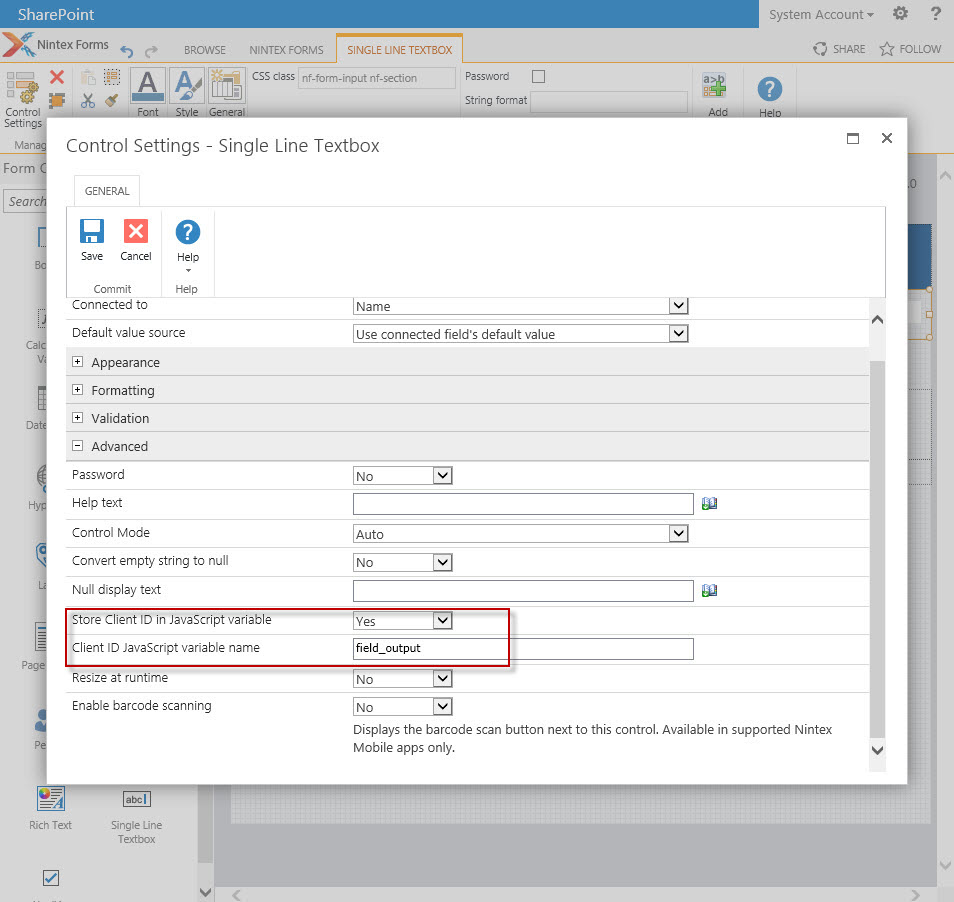 SharePoint
System Account
?
Nintex Forms
BROWSE
NINTEX FORMS
SINGLE LINE TEXTBOX
SHARE
FOLLOW
Control
Settings
Font
Style
General
CSS class
nf-form-input nf-section
Password
String format
Add
Help
Manag
Form C
Search
Control Settings - Single Line Textbox
GENERAL
Save
Cancel
Help
Commit
Help
Connected to
Name
Default value source
Use connected field's default value
Appearance
Formatting
Validation
Advanced
Password
No
Help text
Control Mode
Auto
Convert empty string to null
No
Null display text
Store Client ID in JavaScript variable
Yes
Client ID JavaScript variable name
field_output
Resize at runtime
No
Enable barcode scanning
No
Displays the barcode scan button next to this control. Available in supported Nintex
Mobile apps only.
Bo
Calc
Va
Date
Hyp
La
Page
Pe
Rich Text
abc
Single Line
Textbox
.0